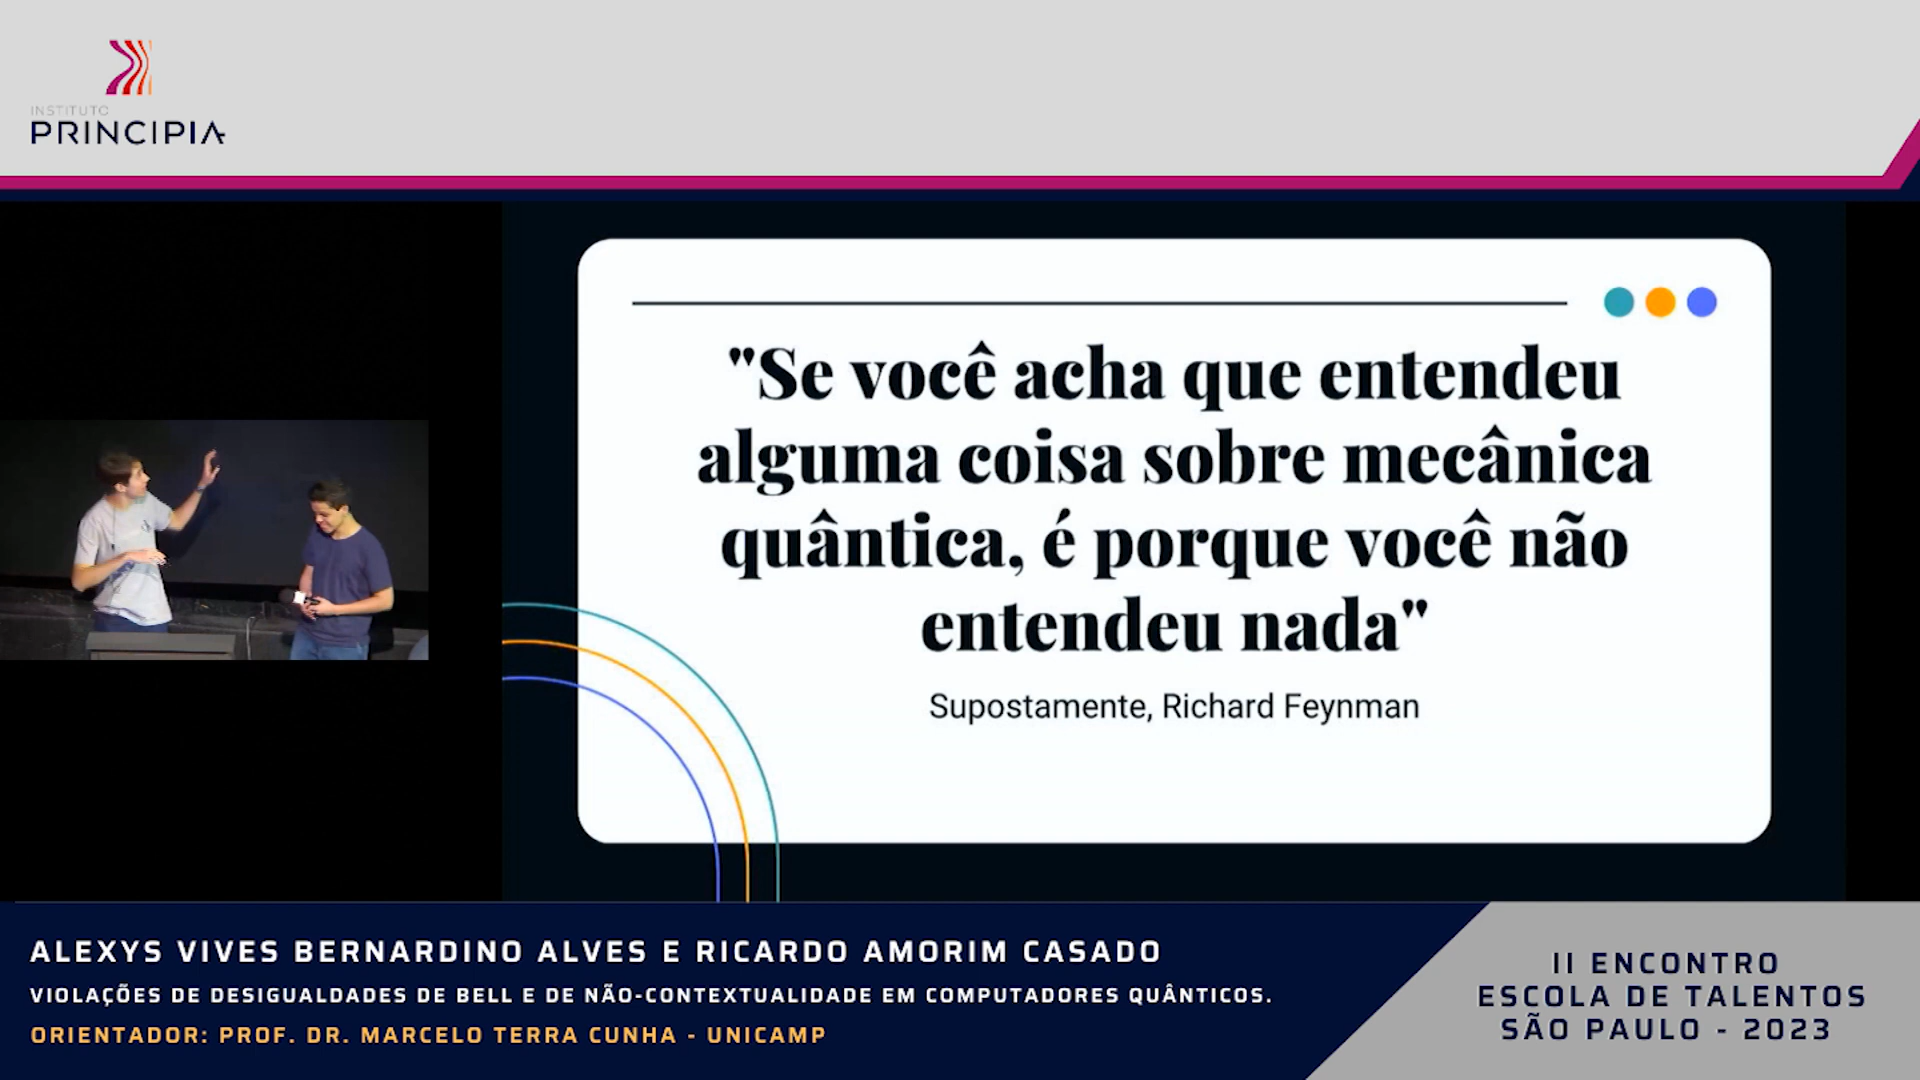 INSTITUTO
PRINCIPIA
"Se você acha que entendeu
alguma coisa sobre mecânica
quântica, é porque você não
entendeu nada"
Supostamente, Richard Feynman
ALEXYS VIVES BERNARDINO ALVES E RICARDO AMORIM CASADO
VIOLAÇÕES DE DESIGUALDADES DE BELL E DE NÃO-CONTEXTUALIDADE EM COMPUTADORES QUÂNTICOS.
ORIENTADOR: PROF. DR. MARCELO TERRA CUNHA - UNICAMP
II ENCONTRO
ESCOLA DE TALENTOS
SÃO PAULO - 2023